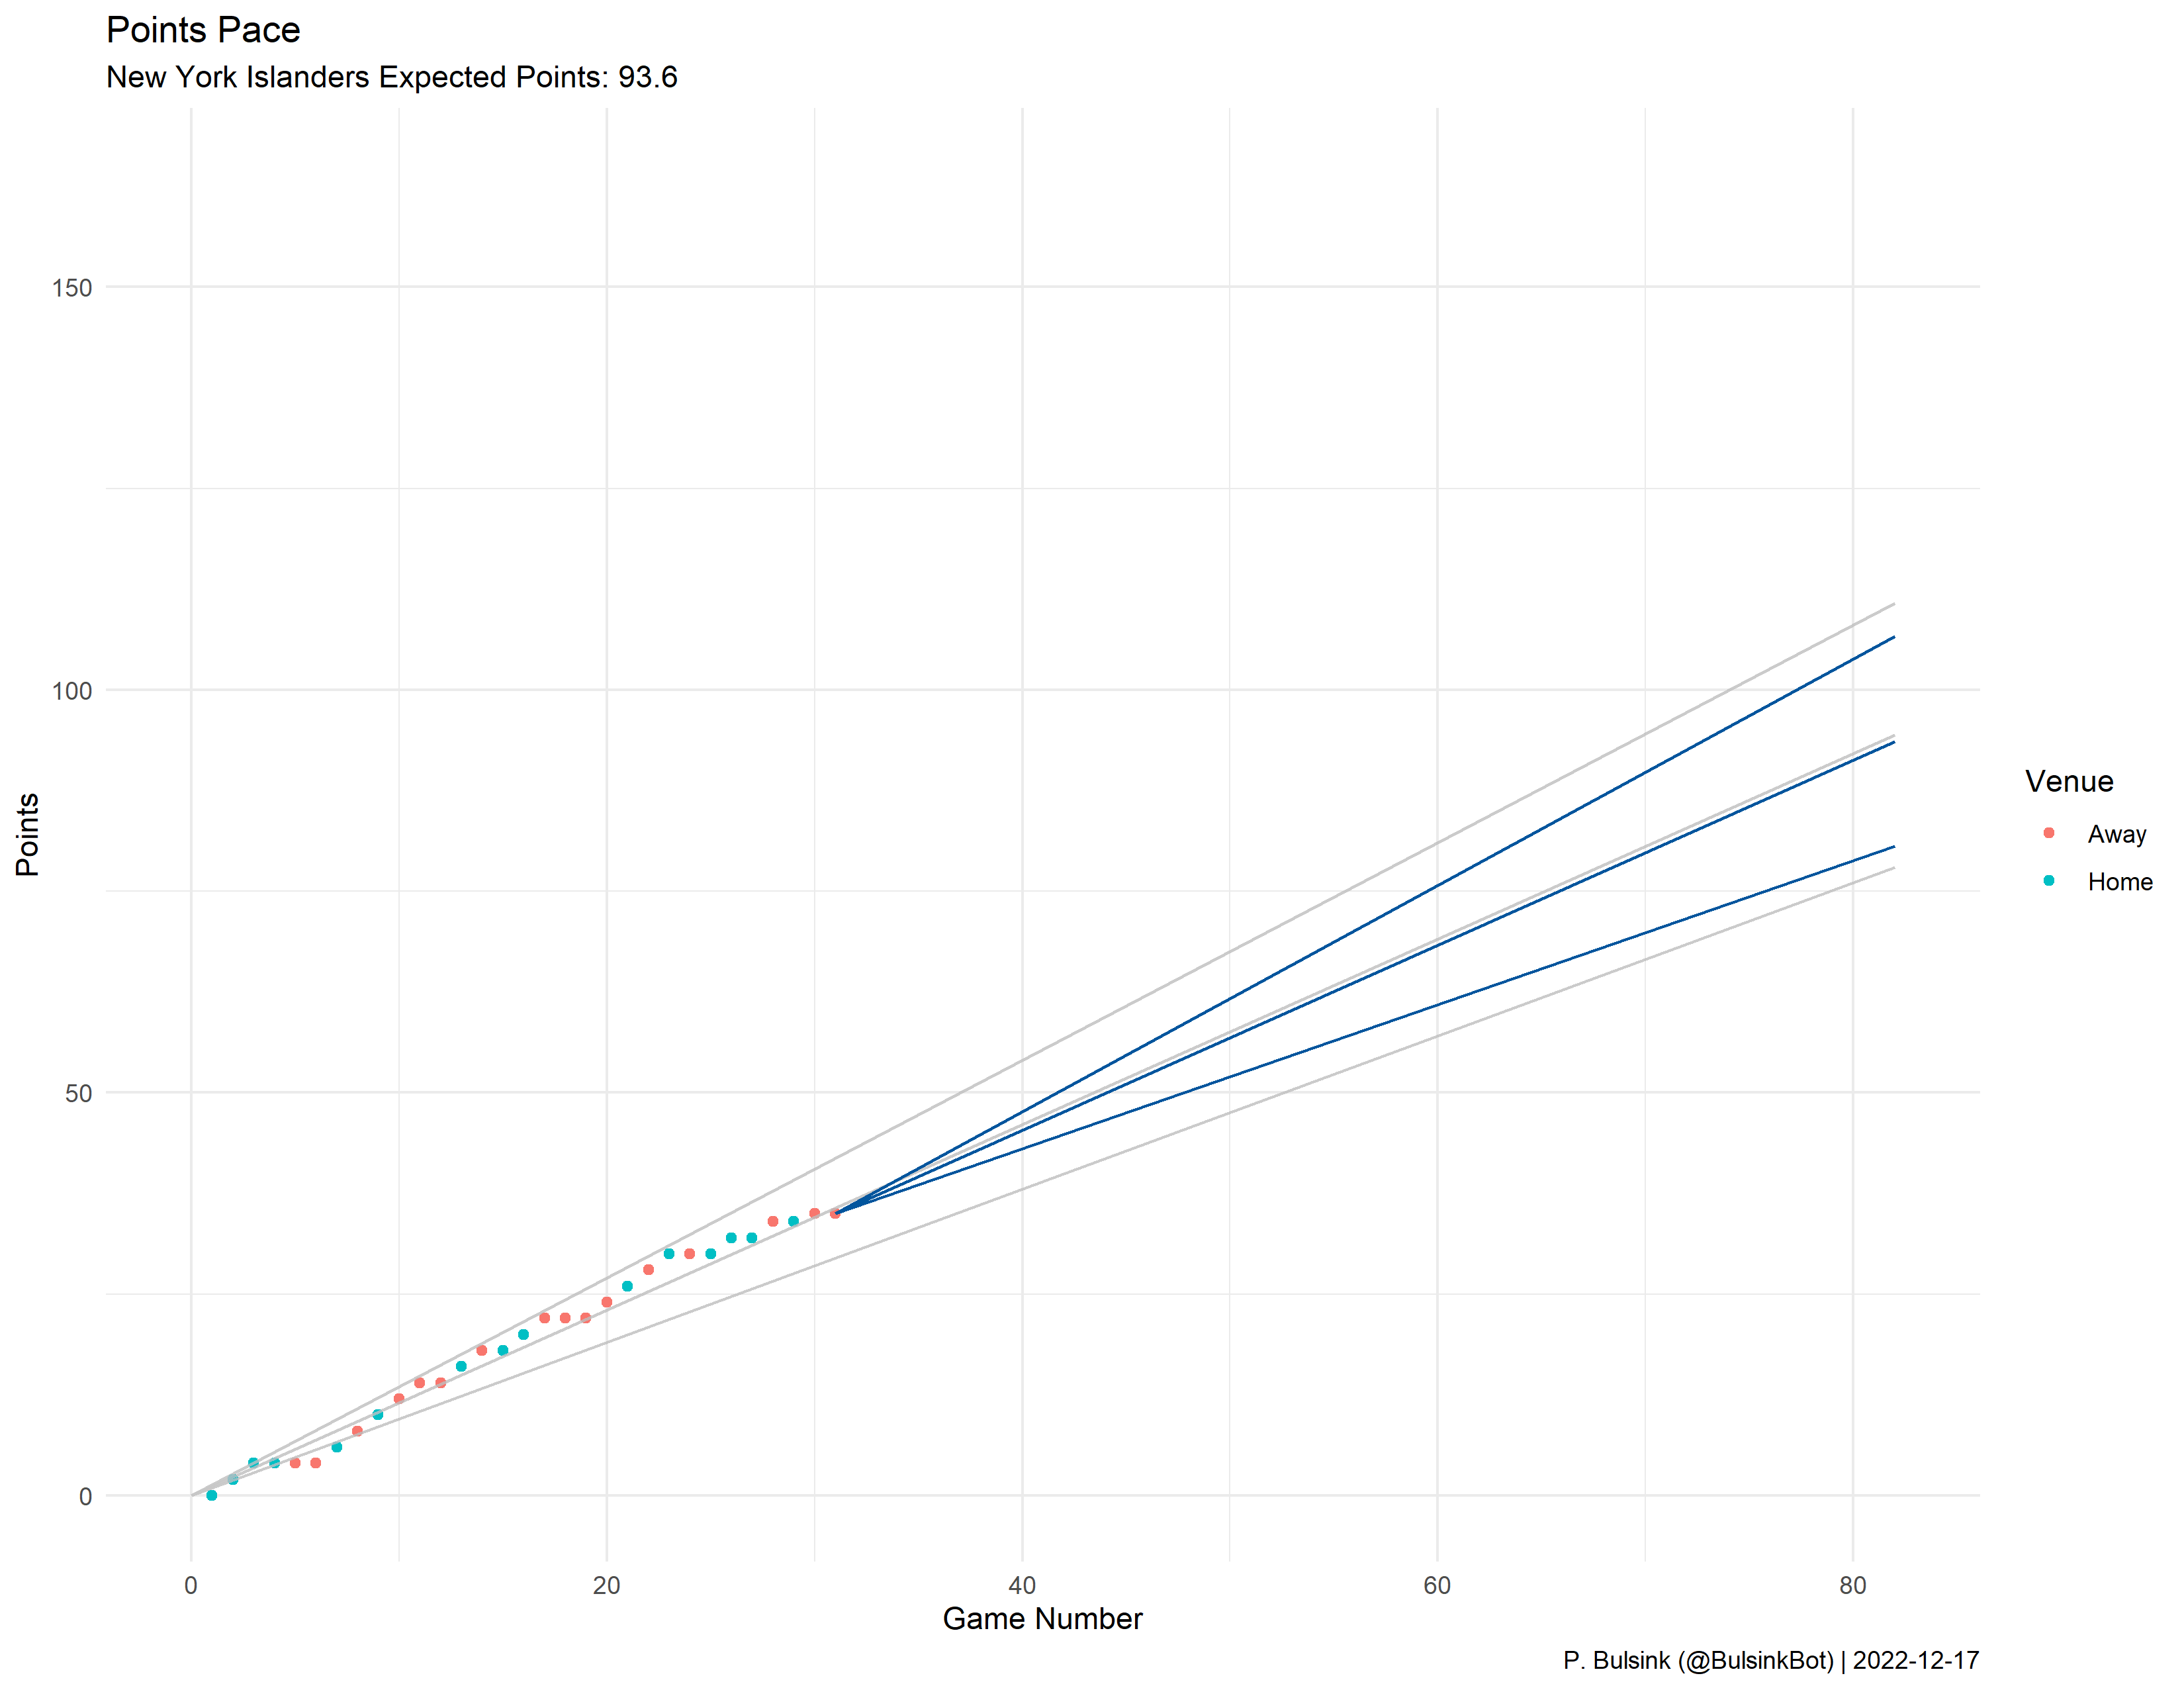 Points Pace
New York Islanders Expected Points: 93.6
150
100
50
0
Points
0 20 40 60 80
Game Number
Venue
Away
Home
P. Bulsink (@BulsinkBot) | 2022-12-17